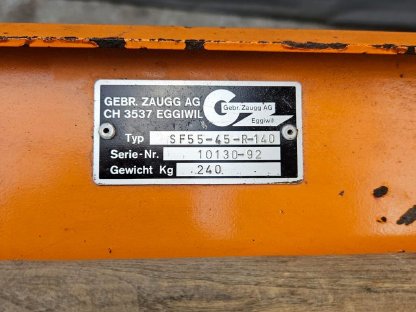 GEBR. ZAUGG AG
CH 3537 EGGIWIL
G
Gebr. Zaugg AG
Eggiwil
Typ SF55-45-R-140
Serie-Nr. 10130-92
Gewicht Kg 240